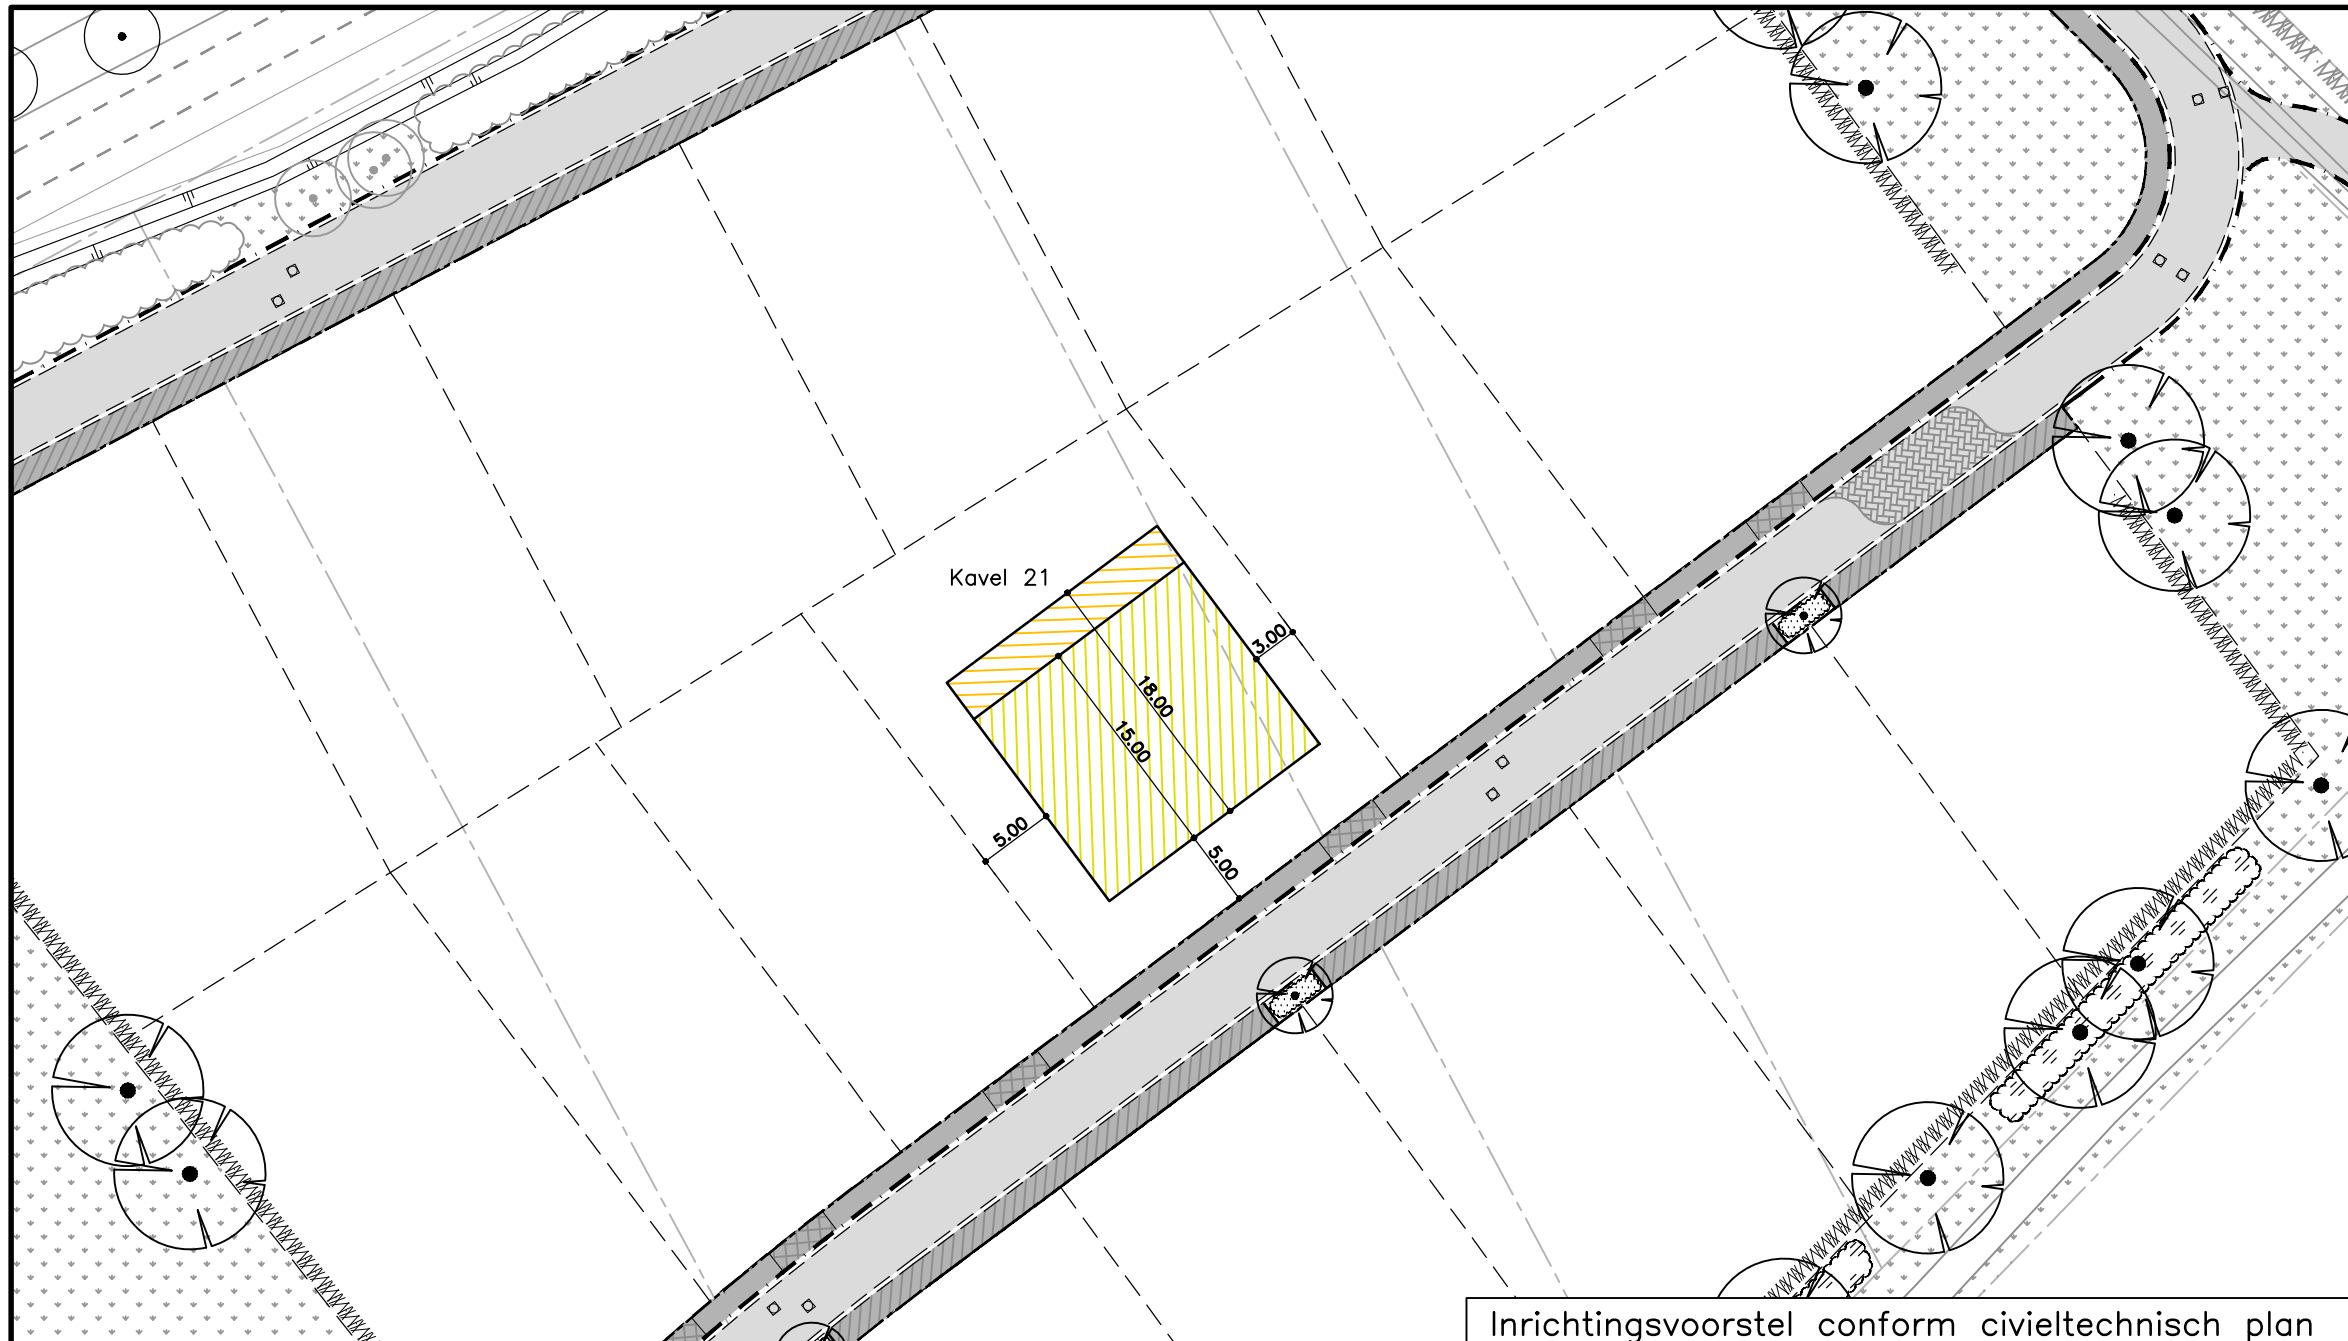 Kavel 21
3.00
18.00
15.00
5.00
5.00
Inrichtingsvoorstel conform civieltechnisch plan